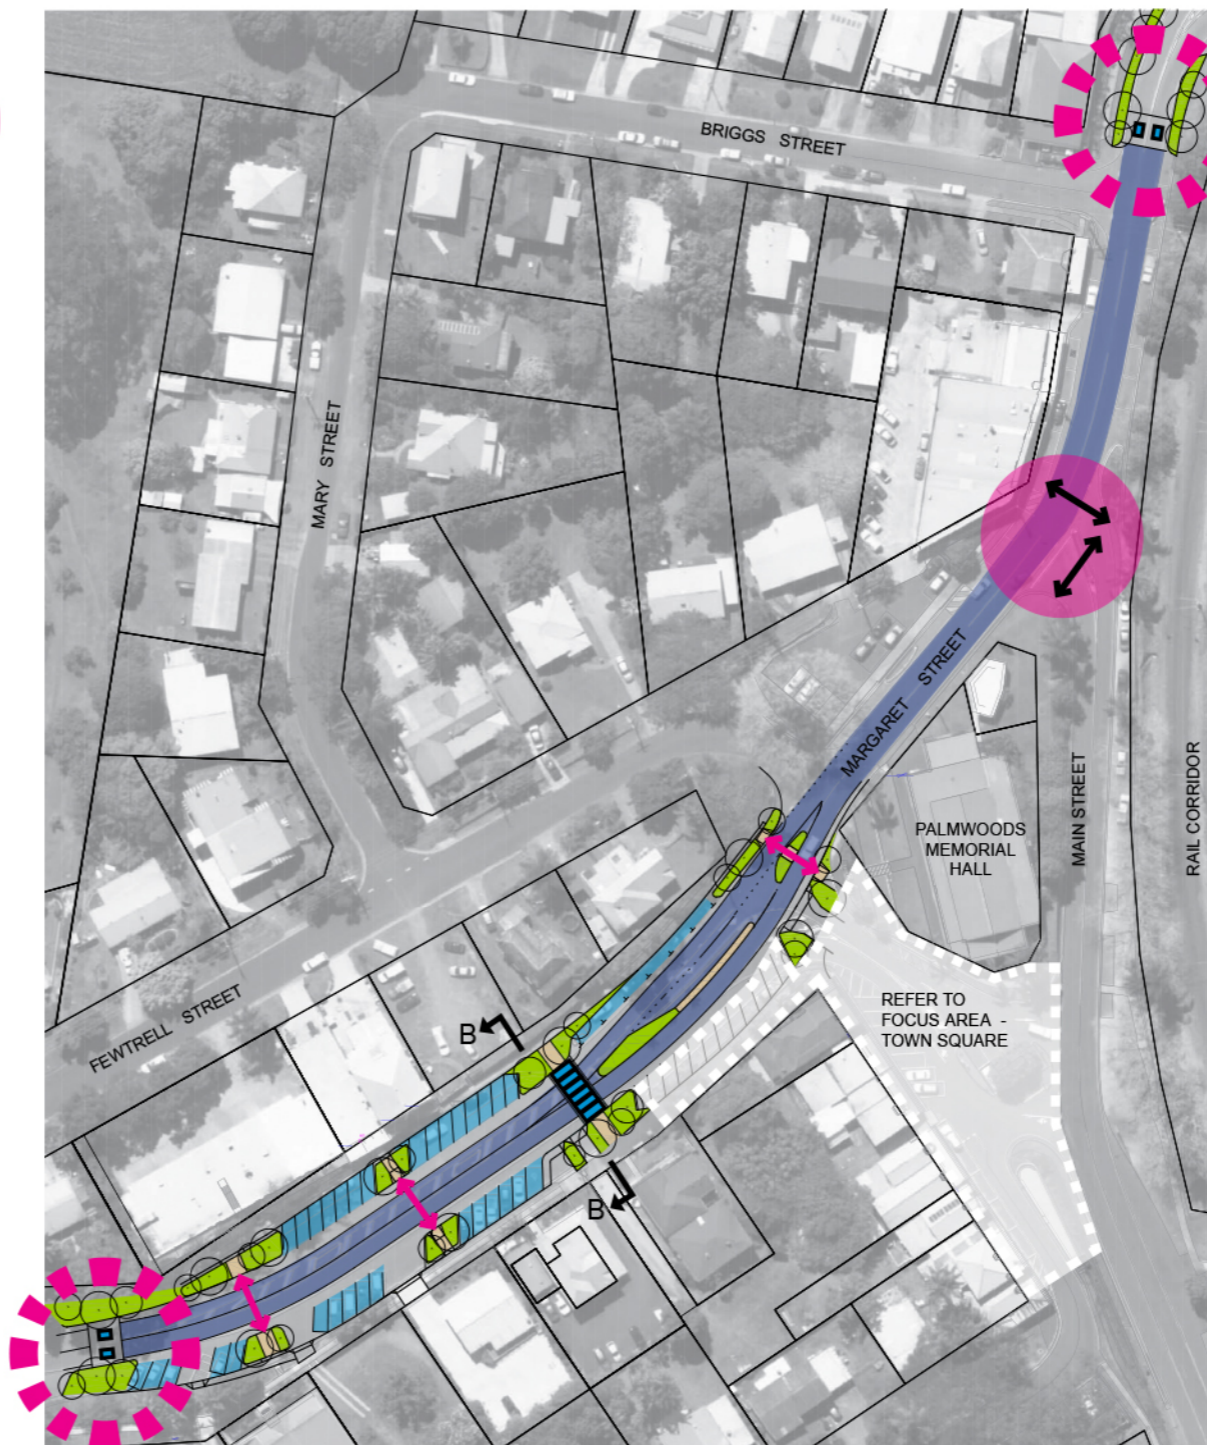 BRIGGS STREET
MARY STREET
MARGARET STREET
PALMWOODS
MEMORIAL
HALL
MAIN STREET
RAIL CORRIDOR
REFER TO
FOCUS AREA -
TOWN SQUARE
FEWTRELL STREET
B
B